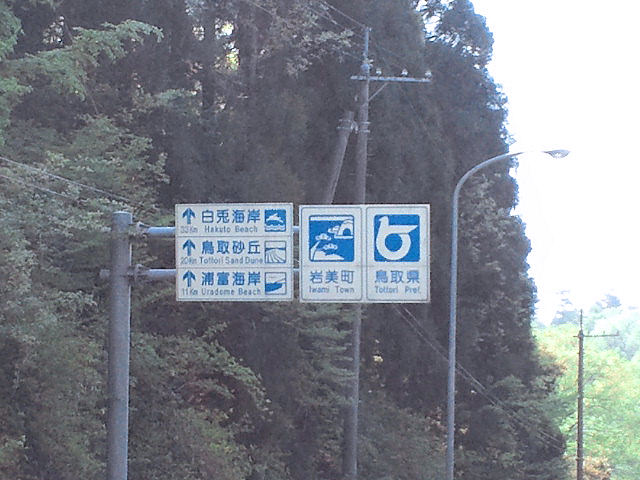 白兎海岸
33Km Hakuto Beach
鳥取砂丘
20Km Tottori Sand Dune
浦富海岸
11Km Uradome Beach
岩美町
Iwami Town
鳥取県
Tottori Pref.